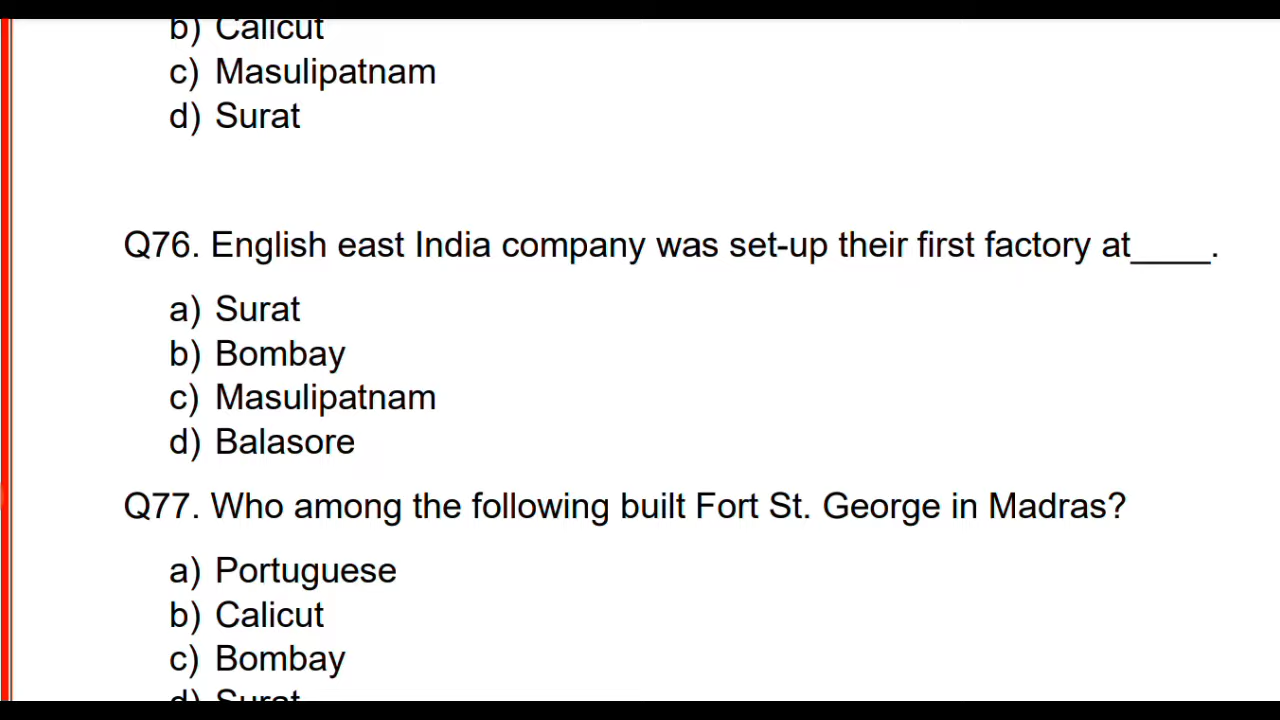 b) Calicut
c) Masulipatnam
d) Surat
Q76. English east India company was set-up their first factory at____.
a) Surat
b) Bombay
c) Masulipatnam
d) Balasore
Q77. Who among the following built Fort St. George in Madras?
a) Portuguese
b) Calicut
c) Bombay
d) Surat